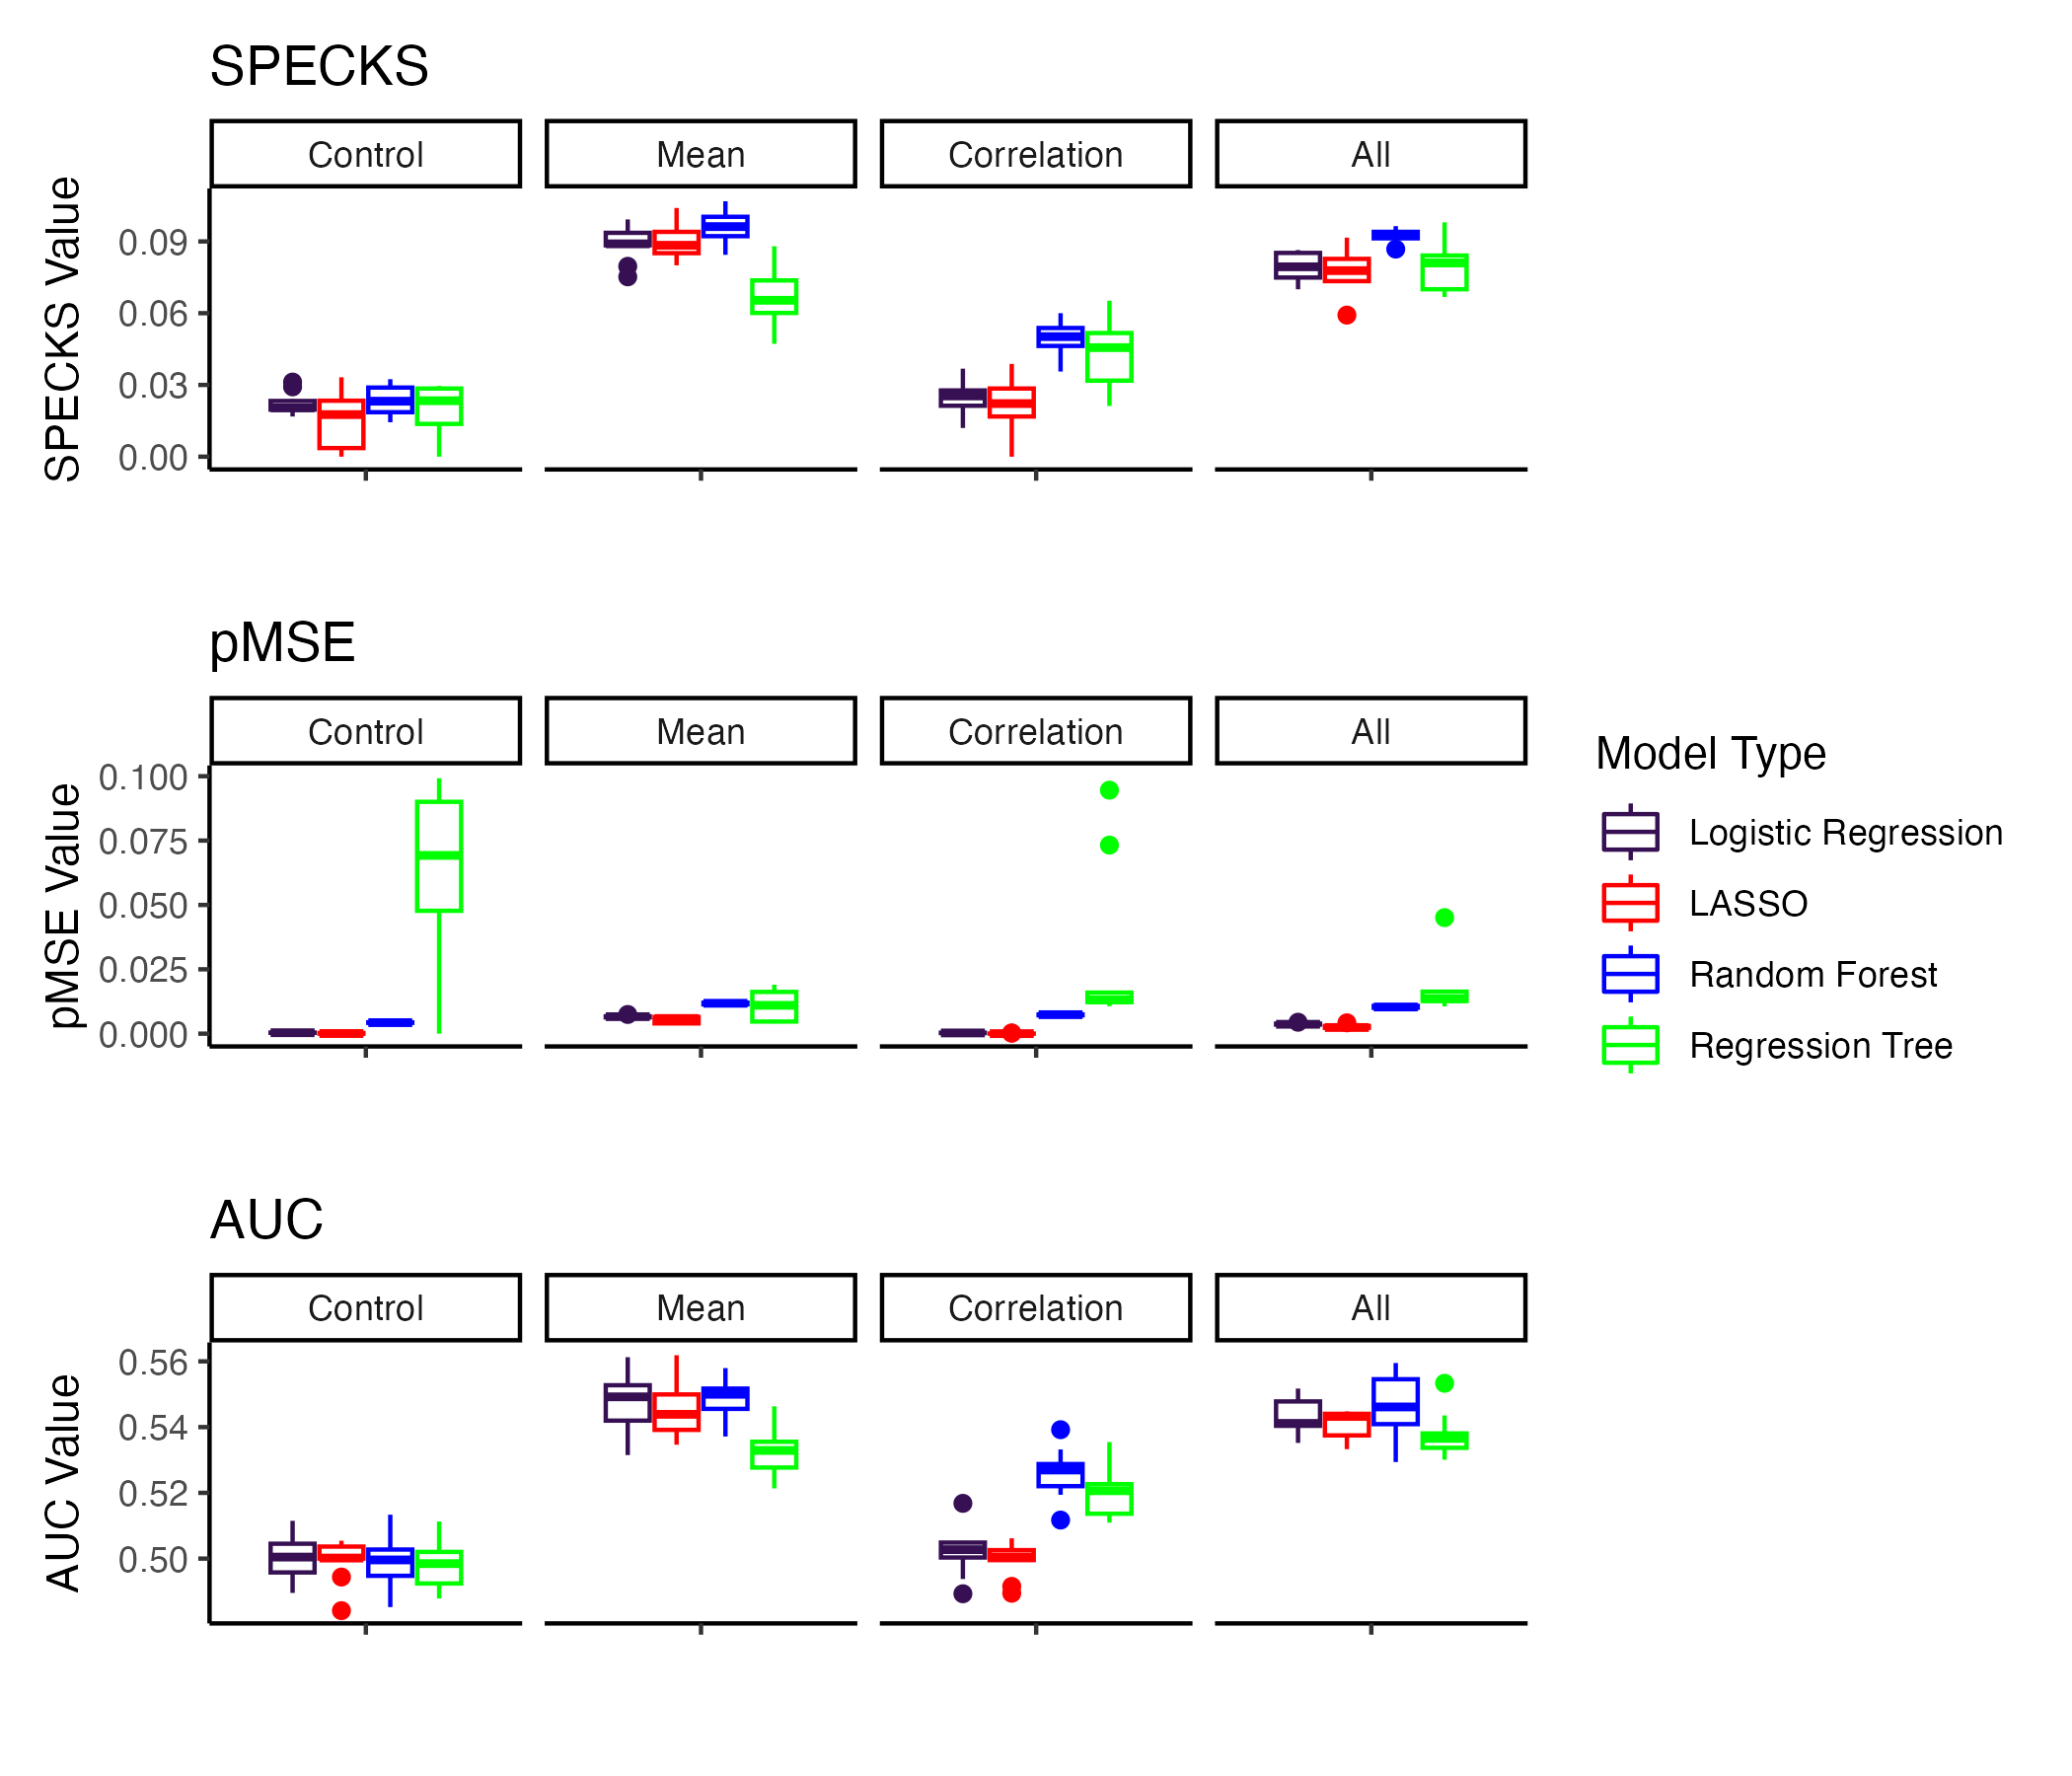 SPECKS
Control Mean Correlation All
SPECKS Value
0.09
0.06
0.03
0.00
pMSE
Control Mean Correlation All
pMSE Value
0.100
0.075
0.050
0.025
0.000
Model Type
Logistic Regression
LASSO
Random Forest
Regression Tree
AUC
Control Mean Correlation All
AUC Value
0.56
0.54
0.52
0.50